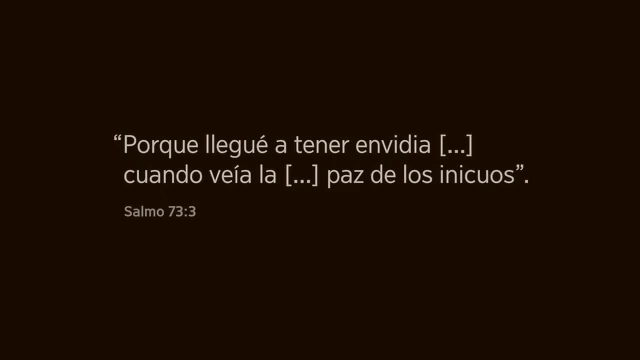 “Porque llegué a tener envidia [...]
cuando veía la [...] paz de los inicuos”.
Salmo 73:3